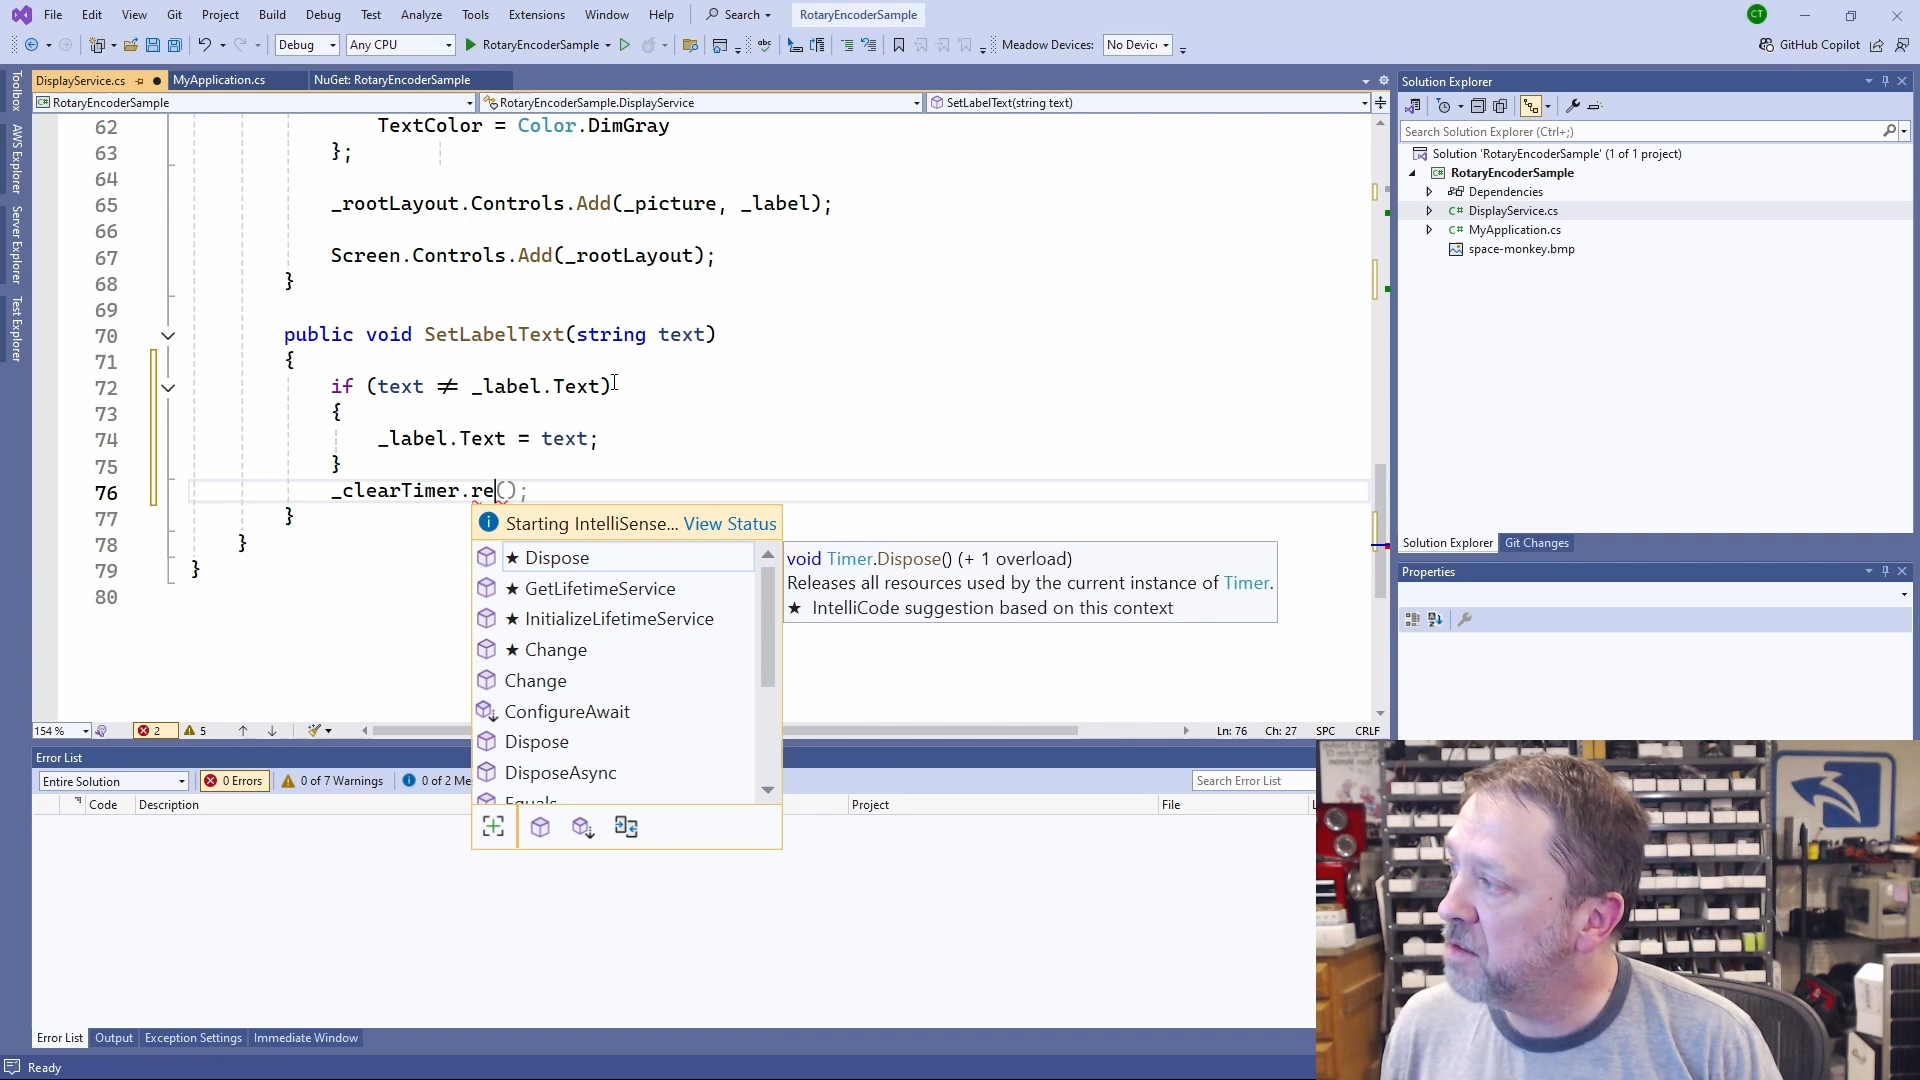 File Edit View Git Project Build Debug Test Analyze Tools Extensions Window Help Search RotaryEncoderSample CT
Debug Any CPU RotaryEncoderSample Meadow Devices: No Devic GitHub Copilot
DisplayService.cs MyApplication.cs NuGet: RotaryEncoderSample
RotaryEncoderSample RotaryEncoderSample.DisplayService SetLabelText(string text)
Toolbox
AWS Explorer
Server Explorer
Test Explorer
62 TextColor = Color.DimGray
63 };
64
65 _rootLayout.Controls.Add(_picture, _label);
66
67 Screen.Controls.Add(_rootLayout);
68 }
69
70 public void SetLabelText(string text)
71 {
72 if (text ≠ _label.Text)
73 {
74 _label.Text = text;
75 }
76 _clearTimer.re();
77 }
78 }
79 }
80
Starting IntelliSense... View Status
★ Dispose
★ GetLifetimeService
★ InitializeLifetimeService
★ Change
Change
ConfigureAwait
Dispose
DisposeAsync
Equals
void Timer.Dispose() (+ 1 overload)
Releases all resources used by the current instance of Timer.
★ IntelliCode suggestion based on this context
154 % 2 5 Ln: 76 Ch: 27 SPC CRLF
Error List
Entire Solution 0 Errors 0 of 7 Warnings 0 of 2 Me Search Error List
Code Description Project File
Error List Output Exception Settings Immediate Window
Ready
Solution Explorer
Search Solution Explorer (Ctrl+;)
Solution 'RotaryEncoderSample' (1 of 1 project)
RotaryEncoderSample
Dependencies
C# DisplayService.cs
C# MyApplication.cs
space-monkey.bmp
Solution Explorer Git Changes
Properties